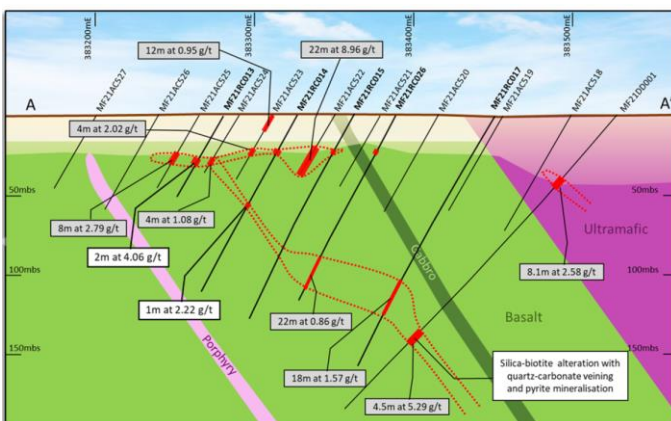 383200mE
383300mE
383400mE
383500mE
12m at 0.95 g/t
22m at 8.96 g/t
A
A'
MF21AC527
MF21AC526
MF21AC525
MF21RC013
MF21AC524
MF21AC523
MF21RC014
MF21AC522
MF21RC015
MF21AC521
MF21RC026
MF21AC520
MF21RC017
MF21AC519
MF21AC518
MF21DD001
4m at 2.02 g/t
50mbs
50mbs
8m at 2.79 g/t
4m at 1.08 g/t
2m at 4.06 g/t
Ultramafic
Gabbro
8.1m at 2.58 g/t
100mbs
100mbs
1m at 2.22 g/t
22m at 0.86 g/t
Basalt
Porphyry
150mbs
150mbs
18m at 1.57 g/t
4.5m at 5.29 g/t
Silica-biotite alteration with
quartz-carbonate veining
and pyrite mineralisation